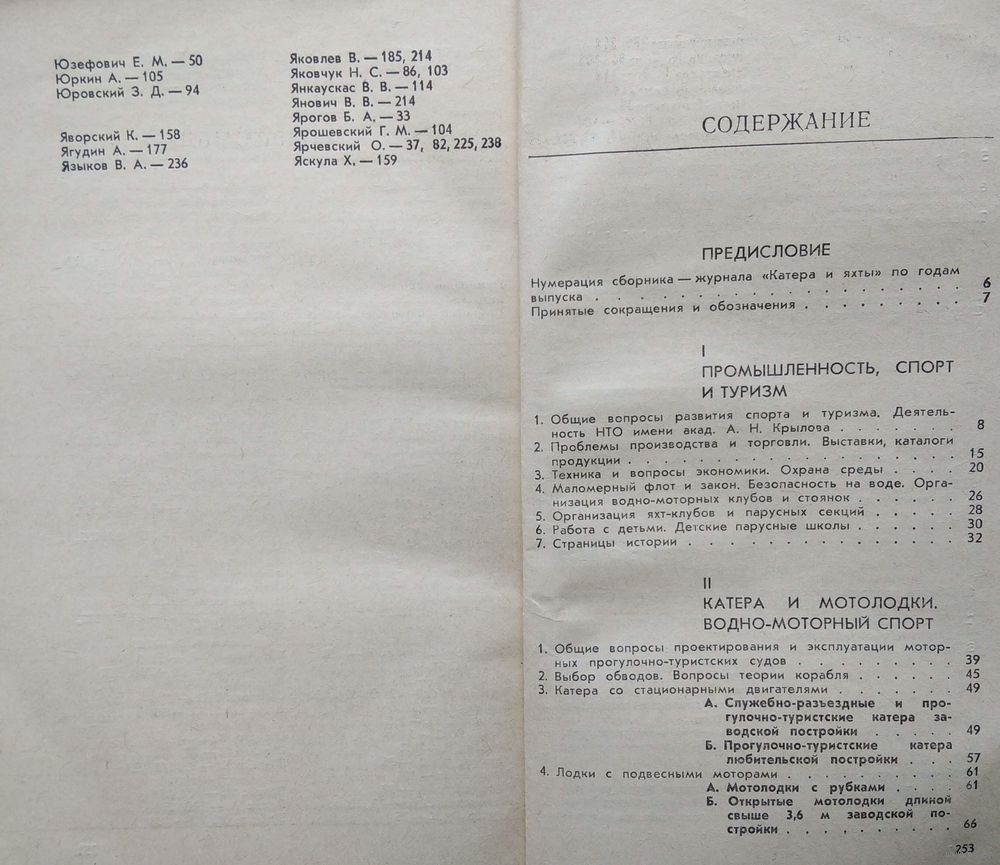 Юзефович Е. М. — 50
Юркин А. — 105
Юровский З. Д. — 94
Яворский К. — 158
Ягудин А. — 177
Языков В. А. — 236
Яковлев В. — 185, 214
Яковчук Н. С. — 86, 103
Янкаускас В. В. — 114
Янович В. В. — 214
Ярогов Б. А. — 33
Ярошевский Г. М. — 104
Ярчевский О. — 37, 82, 225, 238
Яскула Х. — 159
СОДЕРЖАНИЕ
ПРЕДИСЛОВИЕ
Нумерация сборника — журнала «Катера и яхты» по годам
выпуска . . . . . . . . . . . . . . . . . . 6
Принятые сокращения и обозначения . . . . . . . . 7
I
ПРОМЫШЛЕННОСТЬ, СПОРТ
И ТУРИЗМ
1. Общие вопросы развития спорта и туризма. Деятель-
ность НТО имени акад. А. Н. Крылова . . . . . . . 8
2. Проблемы производства и торговли. Выставки, каталоги
продукции . . . . . . . . . . . . . . . . 15
3. Техника и вопросы экономики. Охрана среды . . . . 20
4. Маломерный флот и закон. Безопасность на воде. Орга-
низация водно-моторных клубов и стоянок . . . . . . 26
5. Организация яхт-клубов и парусных секций . . . . . 28
6. Работа с детьми. Детские парусные школы . . . . . . 30
7. Страницы истории . . . . . . . . . . . . . . 32
II
КАТЕРА И МОТОЛОДКИ.
ВОДНО-МОТОРНЫЙ СПОРТ
1. Общие вопросы проектирования и эксплуатации мотор-
ных прогулочно-туристских судов . . . . . . . . . 39
2. Выбор обводов. Вопросы теории корабля . . . . . . 45
3. Катера со стационарными двигателями . . . . . . . 49
А. Служебно-разъездные и про-
гулочно-туристские катера за-
водской постройки . . . . . 49
Б. Прогулочно-туристские катера
любительской постройки . . . 57
4. Лодки с подвесными моторами . . . . . . . . . . 61
А. Мотолодки с рубками . . . . 61
Б. Открытые мотолодки длиной
свыше 3,6 м заводской по-
стройки . . . . . . . . . . 66
253